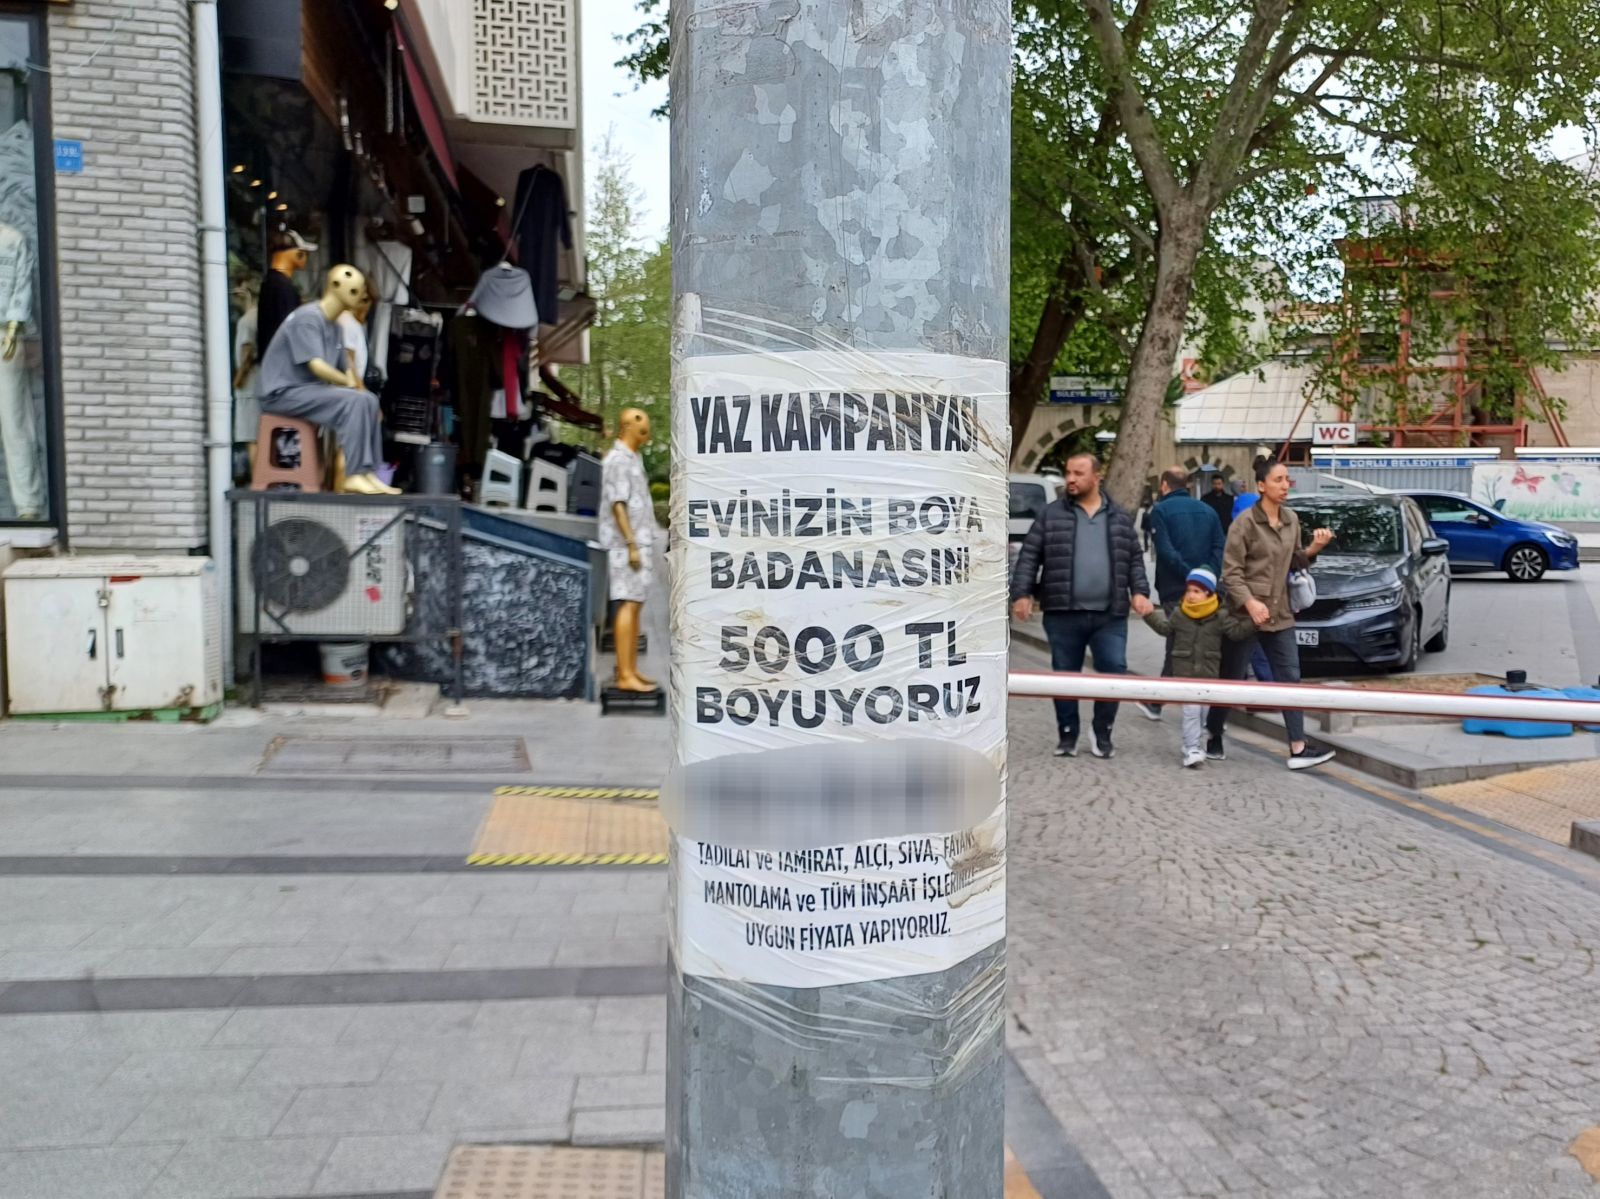 YAZ KAMPANYASI
EVİNİZİN BOYA
BADANASINI
5000 TL
BOYUYORUZ
TADİLAT ve TAMİRAT, ALÇI, SIVA, FAYANS
MANTOLAMA ve TÜM İNŞAAT İŞLERİNİZİ
UYGUN FİYATA YAPIYORUZ.
WC
ÇORLU BELEDİYESİ
426